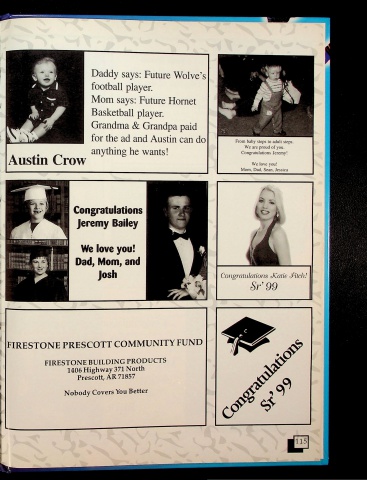 Daddy says: Future Wolve's
football player.
Mom says: Future Hornet
Basketball player.
Grandma & Grandpa paid
for the ad and Austin can do
anything he wants!
Austin Crow
From baby steps to adult steps.
We are proud of you.
Congratulations Jeremy!
We love you!
Mom, Dad, Sean, Jessica
Congratulations
Jeremy Bailey
We love you!
Dad, Mom, and
Josh
Congratulations Katie Fitch!
Sr' 99
FIRESTONE PRESCOTT COMMUNITY FUND
FIRESTONE BUILDING PRODUCTS
1406 Highway 371 North
Prescott, AR 71857
Nobody Covers You Better
Congratulations
Sr' 99
115